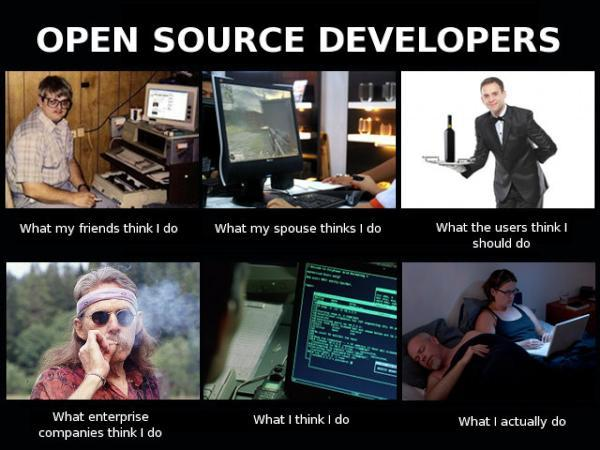 OPEN SOURCE DEVELOPERS
What my friends think I do
What my spouse thinks I do
What the users think I
should do
What enterprise
companies think I do
What I think I do
What I actually do